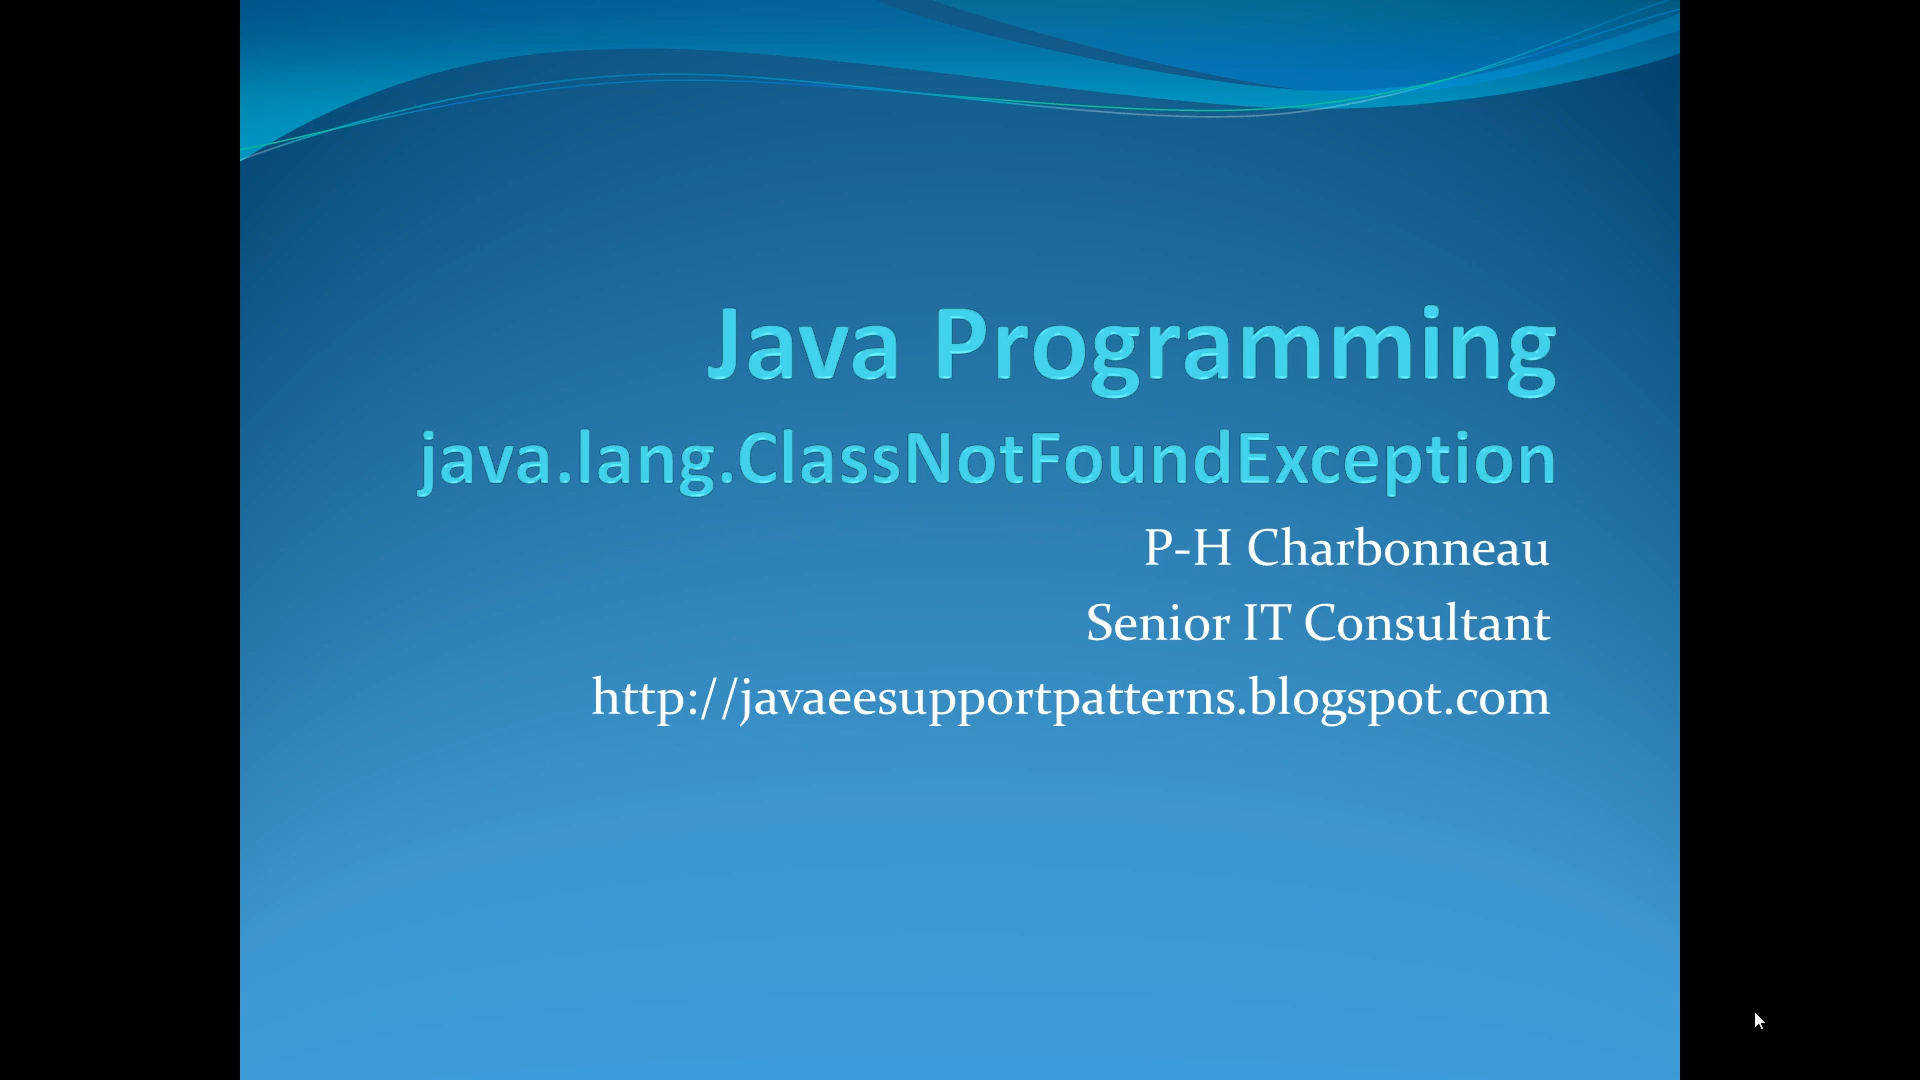 Java Programming
java.lang.ClassNotFoundException
P-H Charbonneau
Senior IT Consultant
http://javaeesupportpatterns.blogspot.com